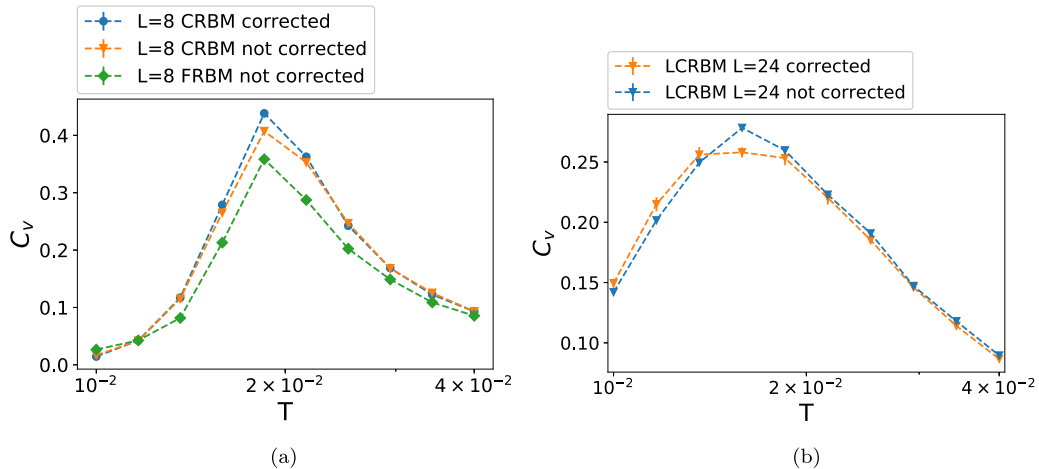 L=8 CRBM corrected
L=8 CRBM not corrected
L=8 FRBM not corrected
0.4
0.3
0.2
0.1
0.0
C_v
10⁻²
2 × 10⁻²
4 × 10⁻²
T
(a)
LCRBM L=24 corrected
LCRBM L=24 not corrected
0.25
0.20
0.15
0.10
C_v
10⁻²
2 × 10⁻²
4 × 10⁻²
T
(b)